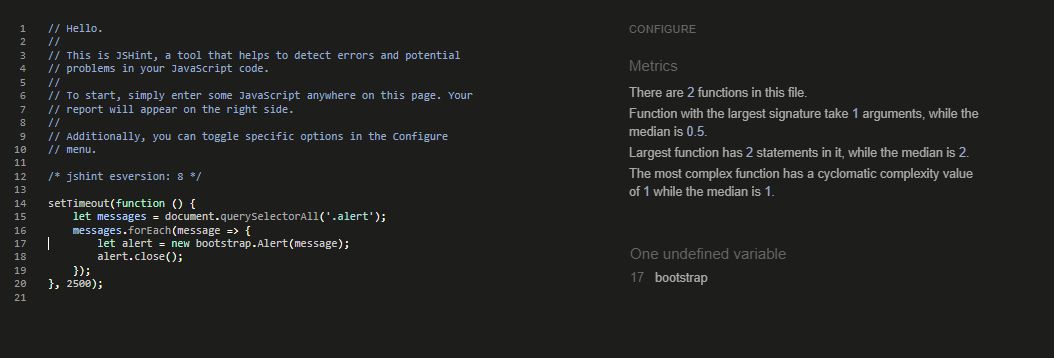 1 // Hello.
2 //
3 // This is JSHint, a tool that helps to detect errors and potential
4 // problems in your JavaScript code.
5 //
6 // To start, simply enter some JavaScript anywhere on this page. Your
7 // report will appear on the right side.
8 //
9 // Additionally, you can toggle specific options in the Configure
10 // menu.
11
12 /* jshint esversion: 8 */
13
14 setTimeout(function () {
15     let messages = document.querySelectorAll('.alert');
16     messages.forEach(message => {
17         let alert = new bootstrap.Alert(message);
18         alert.close();
19     });
20 }, 2500);
21
CONFIGURE
Metrics
There are 2 functions in this file.
Function with the largest signature take 1 arguments, while the
median is 0.5.
Largest function has 2 statements in it, while the median is 2.
The most complex function has a cyclomatic complexity value
of 1 while the median is 1.
One undefined variable
17 bootstrap